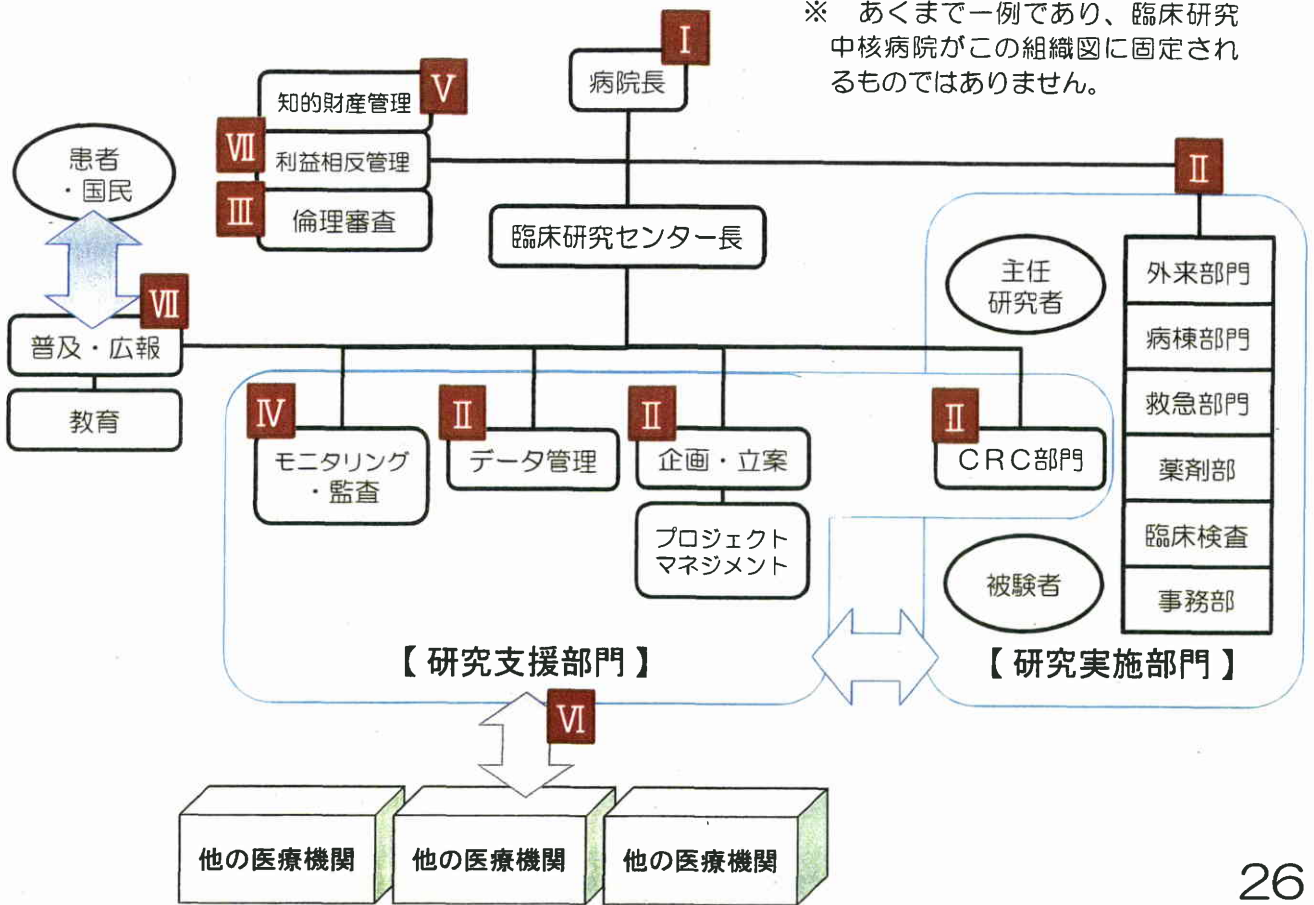 ※ あくまで一例であり、臨床研究
中核病院がこの組織図に固定され
るものではありません。
Ⅰ
病院長
知的財産管理
Ⅴ
Ⅶ
利益相反管理
Ⅲ
倫理審査
患者
・国民
臨床研究センター長
Ⅱ
主任
研究者
外来部門
病棟部門
救急部門
薬剤部
臨床検査
事務部
Ⅶ
普及・広報
教育
Ⅳ
モニタリング
・監査
Ⅱ
データ管理
Ⅱ
企画・立案
プロジェクト
マネジメント
Ⅱ
CRC部門
被験者
【研究支援部門】
【研究実施部門】
Ⅵ
他の医療機関
他の医療機関
他の医療機関
26